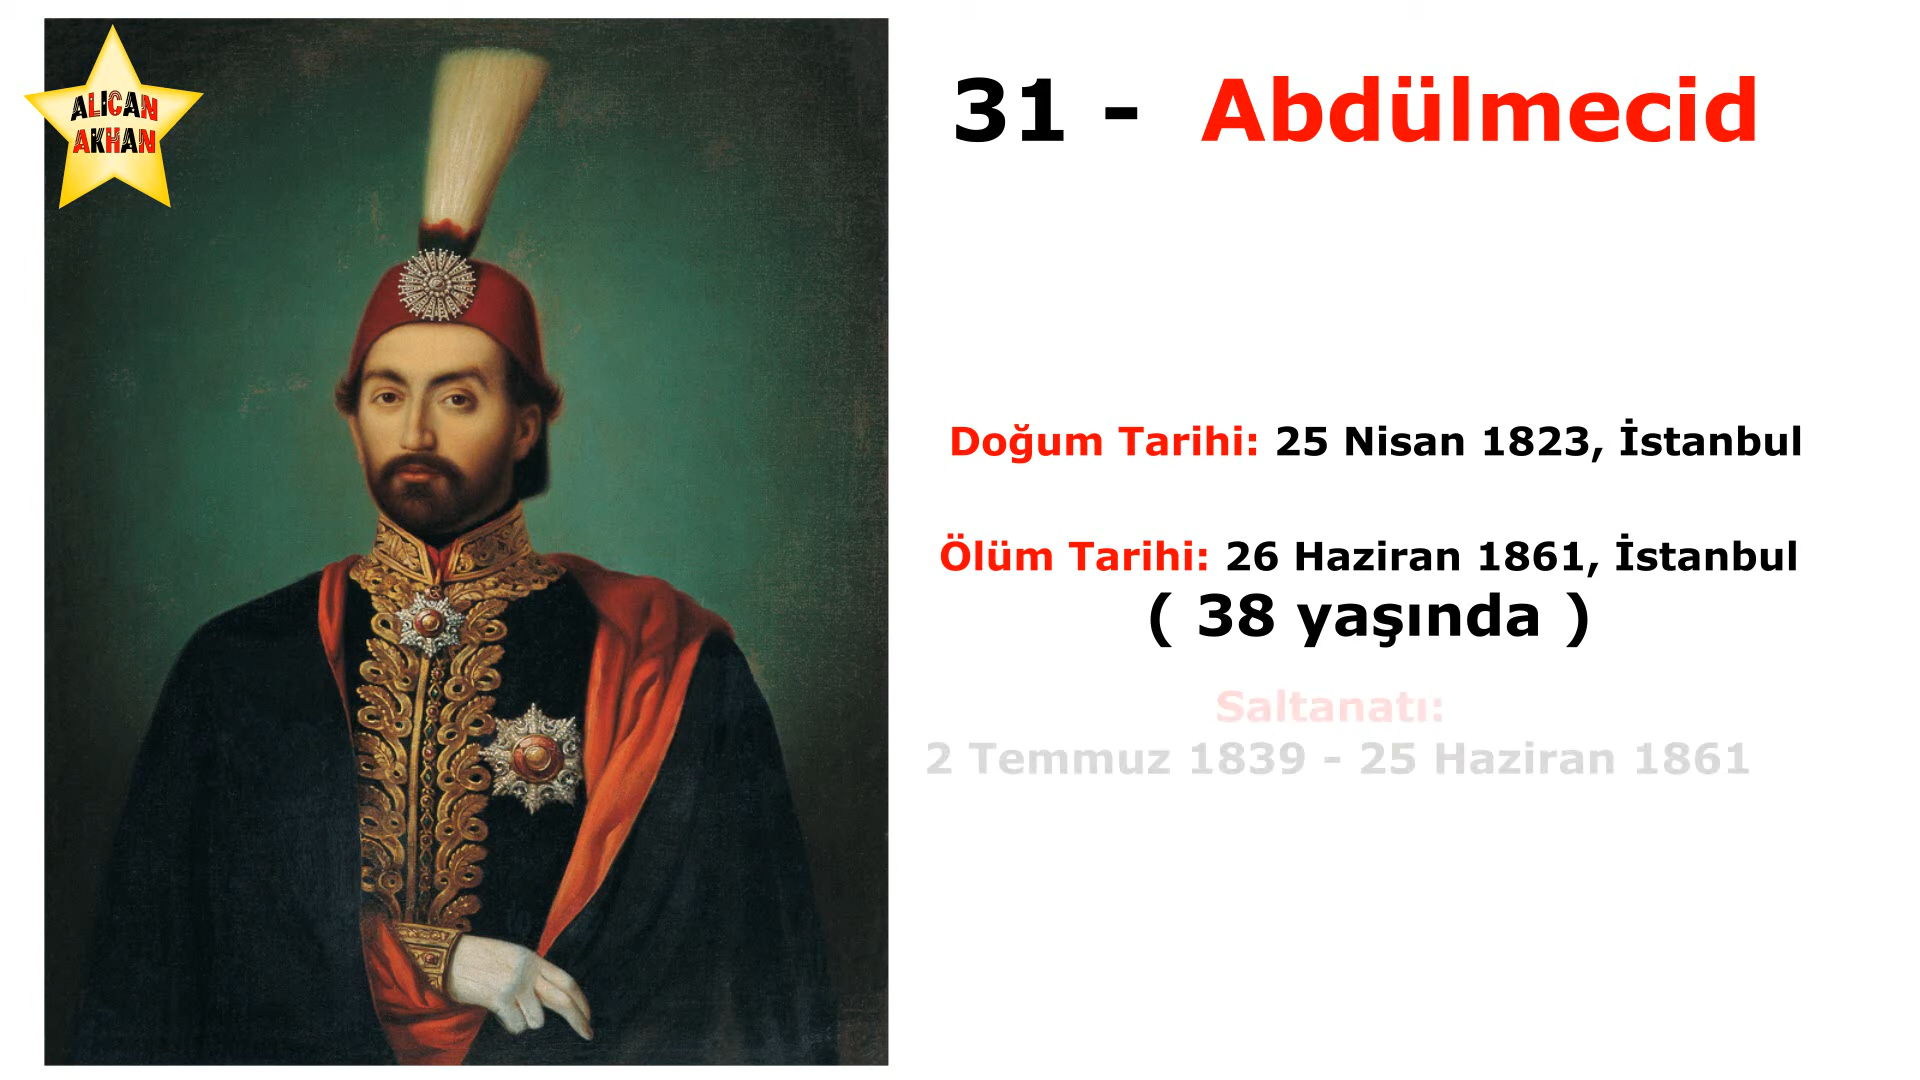 ALICAN
AKHAN
31 - Abdülmecid
Doğum Tarihi: 25 Nisan 1823, İstanbul
Ölüm Tarihi: 26 Haziran 1861, İstanbul
( 38 yaşında )
Saltanatı:
2 Temmuz 1839 - 25 Haziran 1861